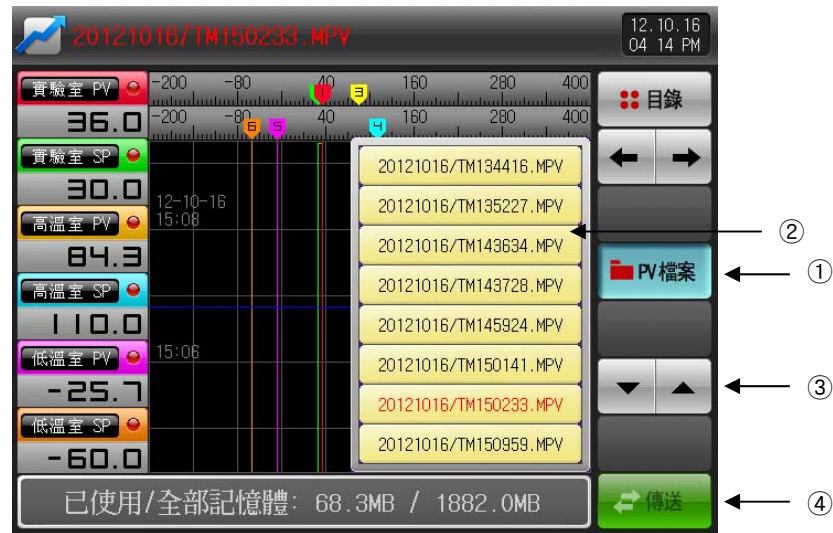 20121016/TM150233.MPV
12.10.16
04 14 PM
實驗室 PV
36.0
實驗室 SP
30.0
高溫室 PV
84.3
高溫室 SP
110.0
低溫室 PV
-25.7
低溫室 SP
-60.0
-200 -80 40 160 280 400
1 3
-200 -80 40 160 280 400
6 5 4
12-10-16
15:08
15:06
20121016/TM134416.MPV
20121016/TM135227.MPV
20121016/TM143634.MPV
20121016/TM143728.MPV
20121016/TM145924.MPV
20121016/TM150141.MPV
20121016/TM150233.MPV
20121016/TM150959.MPV
目錄
PV檔案
傳送
②
①
③
④
已使用/全部記憶體: 68.3MB / 1882.0MB